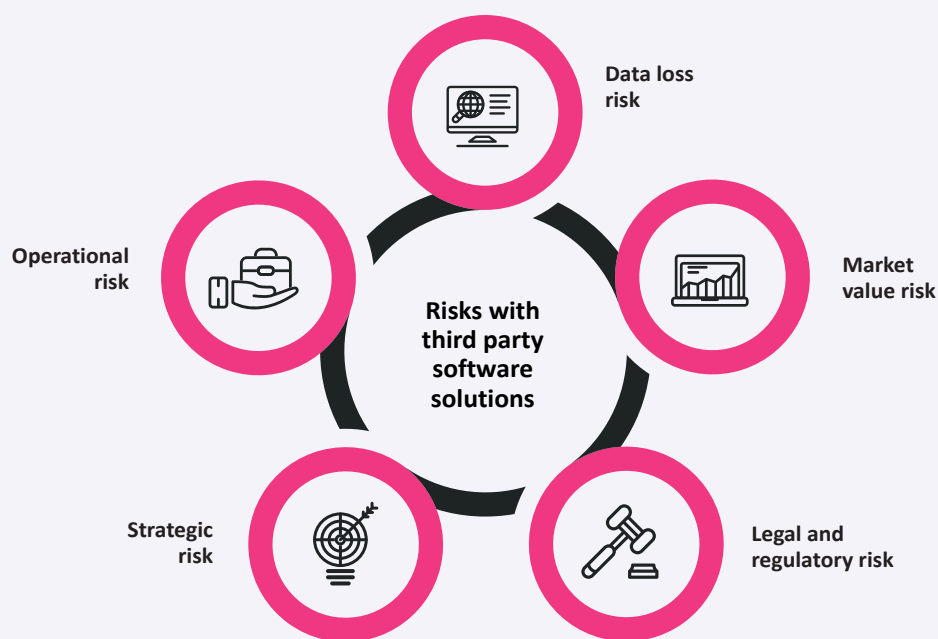 Data loss
risk
Operational
risk
Market
value risk
Risks with
third party
software
solutions
Strategic
risk
Legal and
regulatory risk